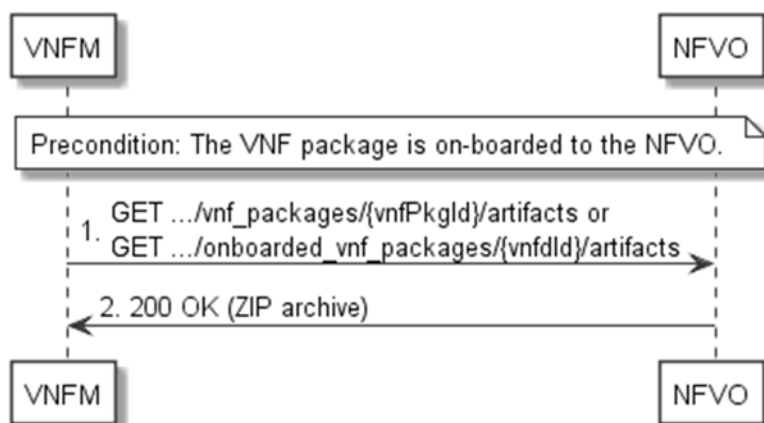 VNFM
NFVO
Precondition: The VNF package is on-boarded to the NFVO.
1. GET .../vnf_packages/{vnfPkgId}/artifacts or
GET .../onboarded_vnf_packages/{vnfdId}/artifacts
2. 200 OK (ZIP archive)
VNFM
NFVO